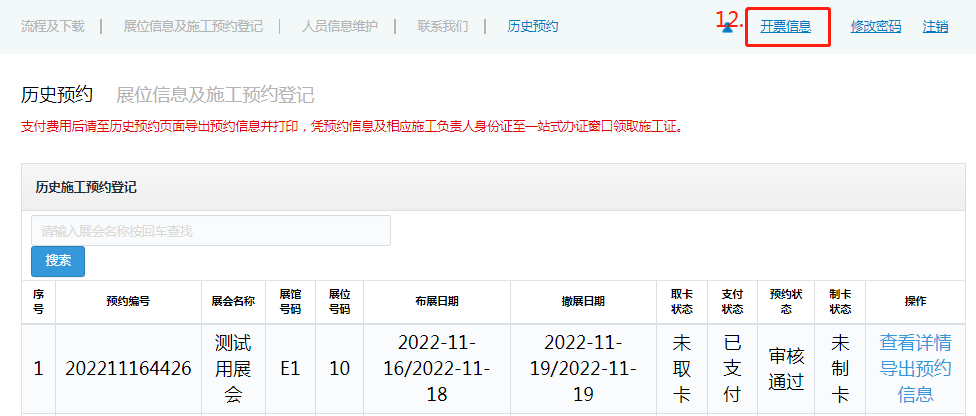 流程及下载 展位信息及施工预约登记 人员信息维护 联系我们 历史预约 12. 开票信息 修改密码 注销
历史预约 展位信息及施工预约登记
支付费用后请至历史预约页面导出预约信息并打印，凭预约信息及相应施工负责人身份证至一站式办证窗口领取施工证。
历史施工预约登记
请输入展会名称按回车查找
搜索
序号 预约编号 展会名称 展馆号码 展位号码 布展日期 撤展日期 取卡状态 支付状态 预约状态 制卡状态 操作
1 202211164426 测试用展会 E1 10 2022-11-16/2022-11-18 2022-11-19/2022-11-19 未取卡 已支付 审核通过 未制卡 查看详情 导出预约信息